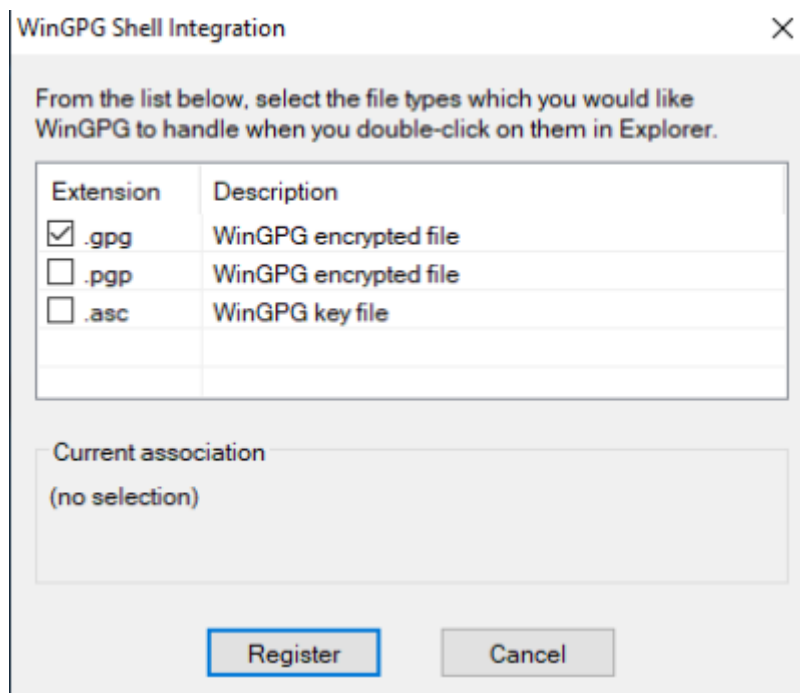 WinGPG Shell Integration
From the list below, select the file types which you would like
WinGPG to handle when you double-click on them in Explorer.
Extension Description
.gpg WinGPG encrypted file
.pgp WinGPG encrypted file
.asc WinGPG key file
Current association
(no selection)
Register Cancel